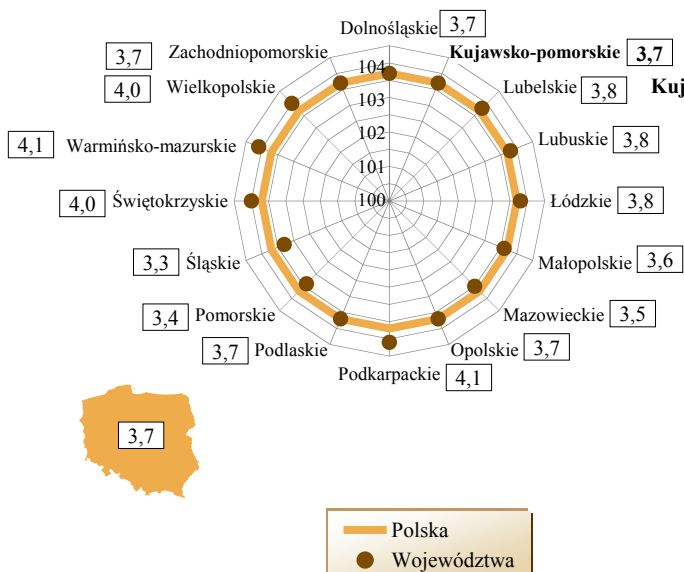 Dolnośląskie 3,7
Kujawsko-pomorskie 3,7
Kuj
Lubelskie 3,8
Lubuskie 3,8
Łódzkie 3,8
Małopolskie 3,6
Mazowieckie 3,5
Opolskie 3,7
Podkarpackie 4,1
3,7 Podlaskie
3,4 Pomorskie
3,3 Śląskie
4,0 Świętokrzyskie
4,1 Warmińsko-mazurskie
4,0 Wielkopolskie
3,7 Zachodniopomorskie
104
103
102
101
100
3,7
Polska
Województwa